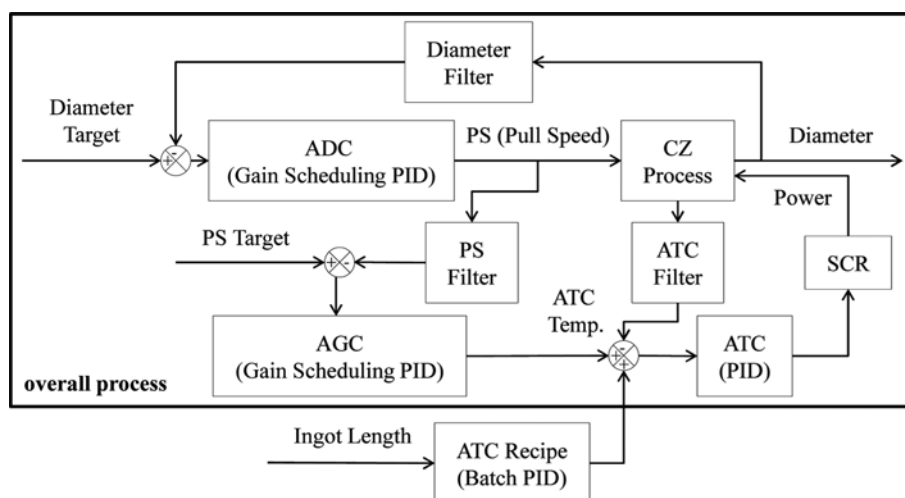 Diameter
Filter
Diameter
Target
ADC
(Gain Scheduling PID)
PS (Pull Speed)
CZ
Process
Diameter
Power
PS Target
PS
Filter
ATC
Filter
SCR
ATC
Temp.
AGC
(Gain Scheduling PID)
ATC
(PID)
overall process
Ingot Length
ATC Recipe
(Batch PID)